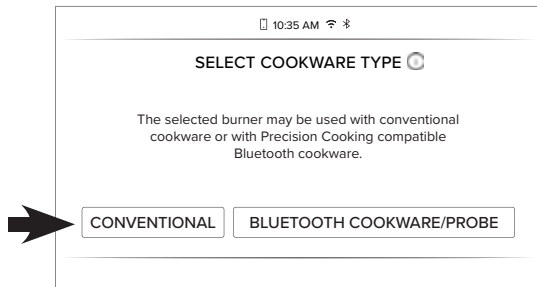 10:35 AM
SELECT COOKWARE TYPE
The selected burner may be used with conventional
cookware or with Precision Cooking compatible
Bluetooth cookware.
CONVENTIONAL BLUETOOTH COOKWARE/PROBE